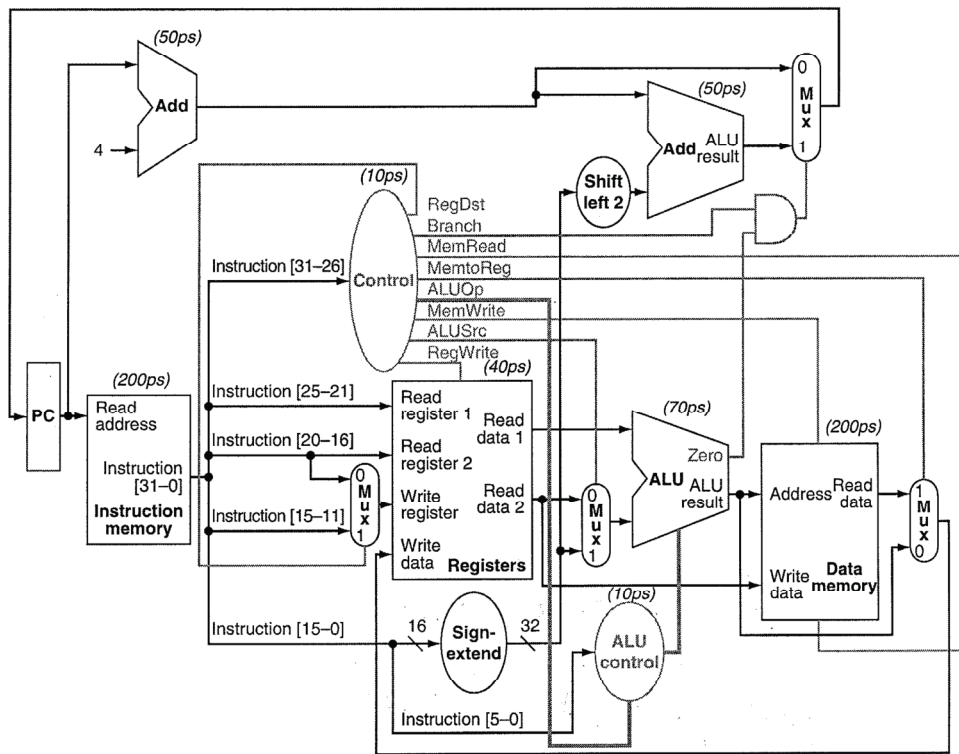 (50ps)
Add
4
(50ps)
Add
ALU
result
0
Mux
1
Shift
left 2
(10ps)
Control
RegDst
Branch
MemRead
MemtoReg
ALUOp
MemWrite
ALUSrc
RegWrite
Instruction [31–26]
Instruction [25–21]
Instruction [20–16]
Instruction [15–11]
Instruction [15–0]
Instruction [5–0]
PC
(200ps)
Read
address
Instruction
[31–0]
Instruction
memory
0
Mux
1
(40ps)
Read
register 1
Read
register 2
Write
register
Write
data
Read
data 1
Read
data 2
Registers
16
Sign-
extend
32
0
Mux
1
(70ps)
Zero
ALU
ALU
result
(10ps)
ALU
control
(200ps)
Address
Read
data
Write
data
Data
memory
1
Mux
0